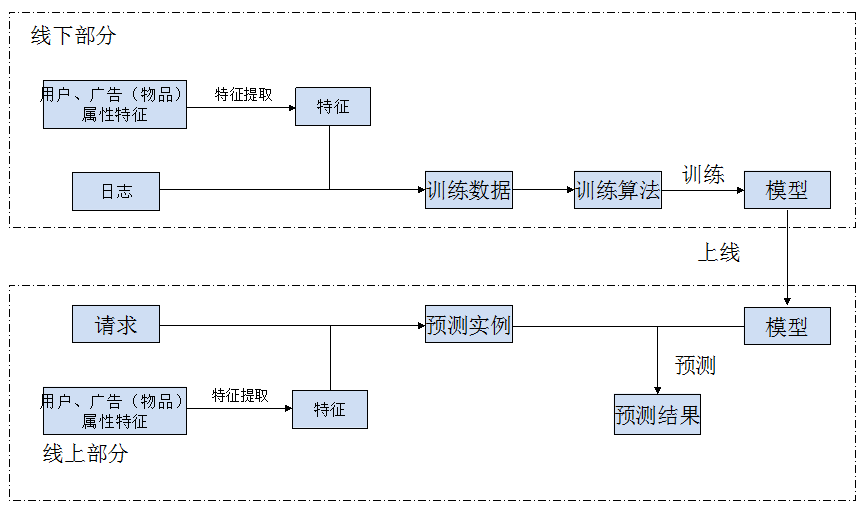 线下部分
用户、广告（物品）
属性特征
特征提取
特征
日志
训练数据
训练算法
训练
模型
上线
请求
预测实例
模型
预测
用户、广告（物品）
属性特征
特征提取
特征
预测结果
线上部分